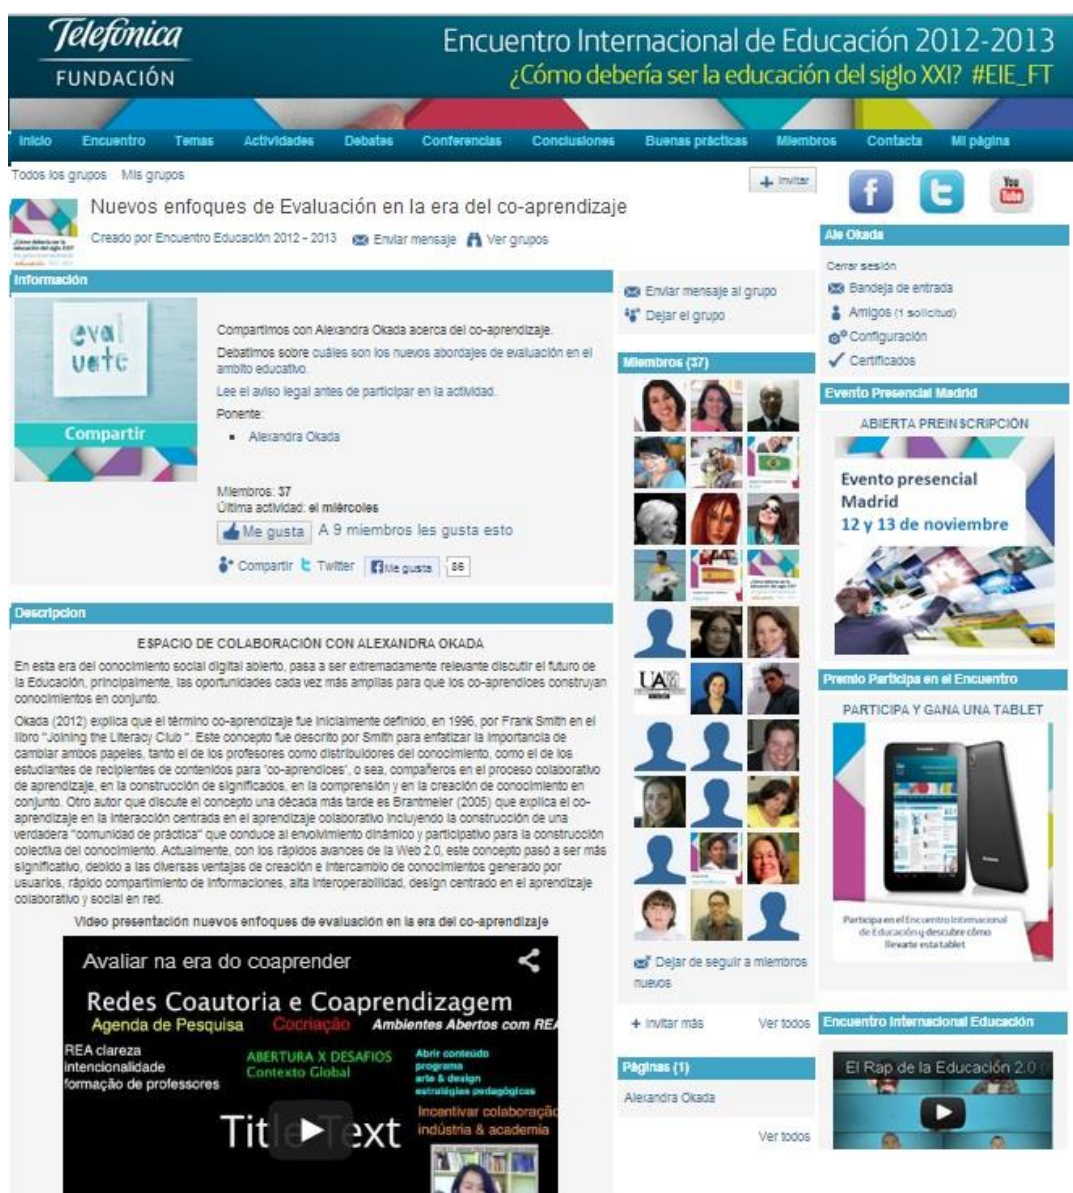 Telefónica
FUNDACIÓN
Encuentro Internacional de Educación 2012-2013
¿Cómo debería ser la educación del siglo XXI? #EIE_FT
Inicio Encuentro Temas Actividades Debates Conferencias Conclusiones Buenas prácticas Miembros Contacta Mi página
Todos los grupos Mis grupos
+ Invitar
Nuevos enfoques de Evaluación en la era del co-aprendizaje
Creado por Encuentro Educación 2012 - 2013 Enviar mensaje Ver grupos
Información
eval
uate
Compartir
Compartimos con Alexandra Okada acerca del co-aprendizaje.
Debatimos sobre cuáles son los nuevos abordajes de evaluación en el
ambito educativo.
Lee el aviso legal antes de participar en la actividad.
Ponente:
Alexandra Okada
Miembros: 37
Última actividad: el miércoles
Me gusta A 9 miembros les gusta esto
Compartir Twitter Me gusta 86
Descripcion
ESPACIO DE COLABORACIÓN CON ALEXANDRA OKADA
En esta era del conocimiento social digital abierto, pasa a ser extremadamente relevante discutir el futuro de
la Educación, principalmente, las oportunidades cada vez más amplias para que los co-aprendices construyan
conocimientos en conjunto.
Okada (2012) explica que el término co-aprendizaje fue inicialmente definido, en 1996, por Frank Smith en el
libro "Joining the Literacy Club ". Este concepto fue descrito por Smith para enfatizar la importancia de
cambiar ambos papeles, tanto el de los profesores como distribuidores del conocimiento, como el de los
estudiantes de recipientes de contenidos para 'co-aprendices', o sea, compañeros en el proceso colaborativo
de aprendizaje, en la construcción de significados, en la comprensión y en la creación de conocimiento en
conjunto. Otro autor que discute el concepto una década más tarde es Brantmeier (2005) que explica el co-
aprendizaje en la interacción centrada en el aprendizaje colaborativo incluyendo la construcción de una
verdadera "comunidad de práctica" que conduce al envolvimiento dinámico y participativo para la construcción
colectiva del conocimiento. Actualmente, con los rápidos avances de la Web 2.0, este concepto pasó a ser más
significativo, debido a las diversas ventajas de creación e intercambio de conocimientos generado por
usuarios, rápido compartimiento de informaciones, alta interoperabilidad, design centrado en el aprendizaje
colaborativo y social en red.
Video presentación nuevos enfoques de evaluación en la era del co-aprendizaje
Avaliar na era do coaprender
Redes Coautoria e Coaprendizagem
Agenda de Pesquisa Cocriação Ambientes Abertos com REA
REA clareza
intencionalidade
formação de professores
ABERTURA X DESAFIOS
Contexto Global
Abrir conteúdo
programa
arte & design
estratégias pedagógicas
Incentivar colaboração
indústria & academia
Title Text
Enviar mensaje al grupo
Dejar el grupo
Miembros (37)
UA
Dejar de seguir a miembros
nuevos
+ Invitar más Ver todos
Páginas (1)
Alexandra Okada
Ver todos
f t You Tube
Ale Okada
Cerrar sesión
Bandeja de entrada
Amigos (1 solicitud)
Configuración
Certificados
Evento Presencial Madrid
ABIERTA PREINSCRIPCIÓN
Evento presencial
Madrid
12 y 13 de noviembre
Premio Participa en el Encuentro
PARTICIPA Y GANA UNA TABLET
Participa en el Encuentro Internacional
de Educación y descubre cómo
llevarte esta tablet
Encuentro Internacional Educación
El Rap de la Educación 2.0